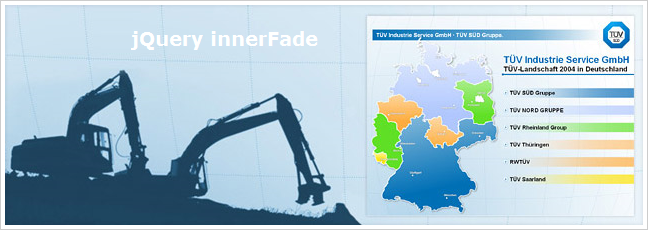 jQuery innerFade
TÜV Industrie Service GmbH · TÜV SÜD Gruppe.
TÜV
SÜD
TÜV Industrie Service GmbH
TÜV-Landschaft 2004 in Deutschland
· TÜV SÜD Gruppe
· TÜV NORD GRUPPE
· TÜV Rheinland Group
· TÜV Thüringen
· RWTÜV
· TÜV Saarland